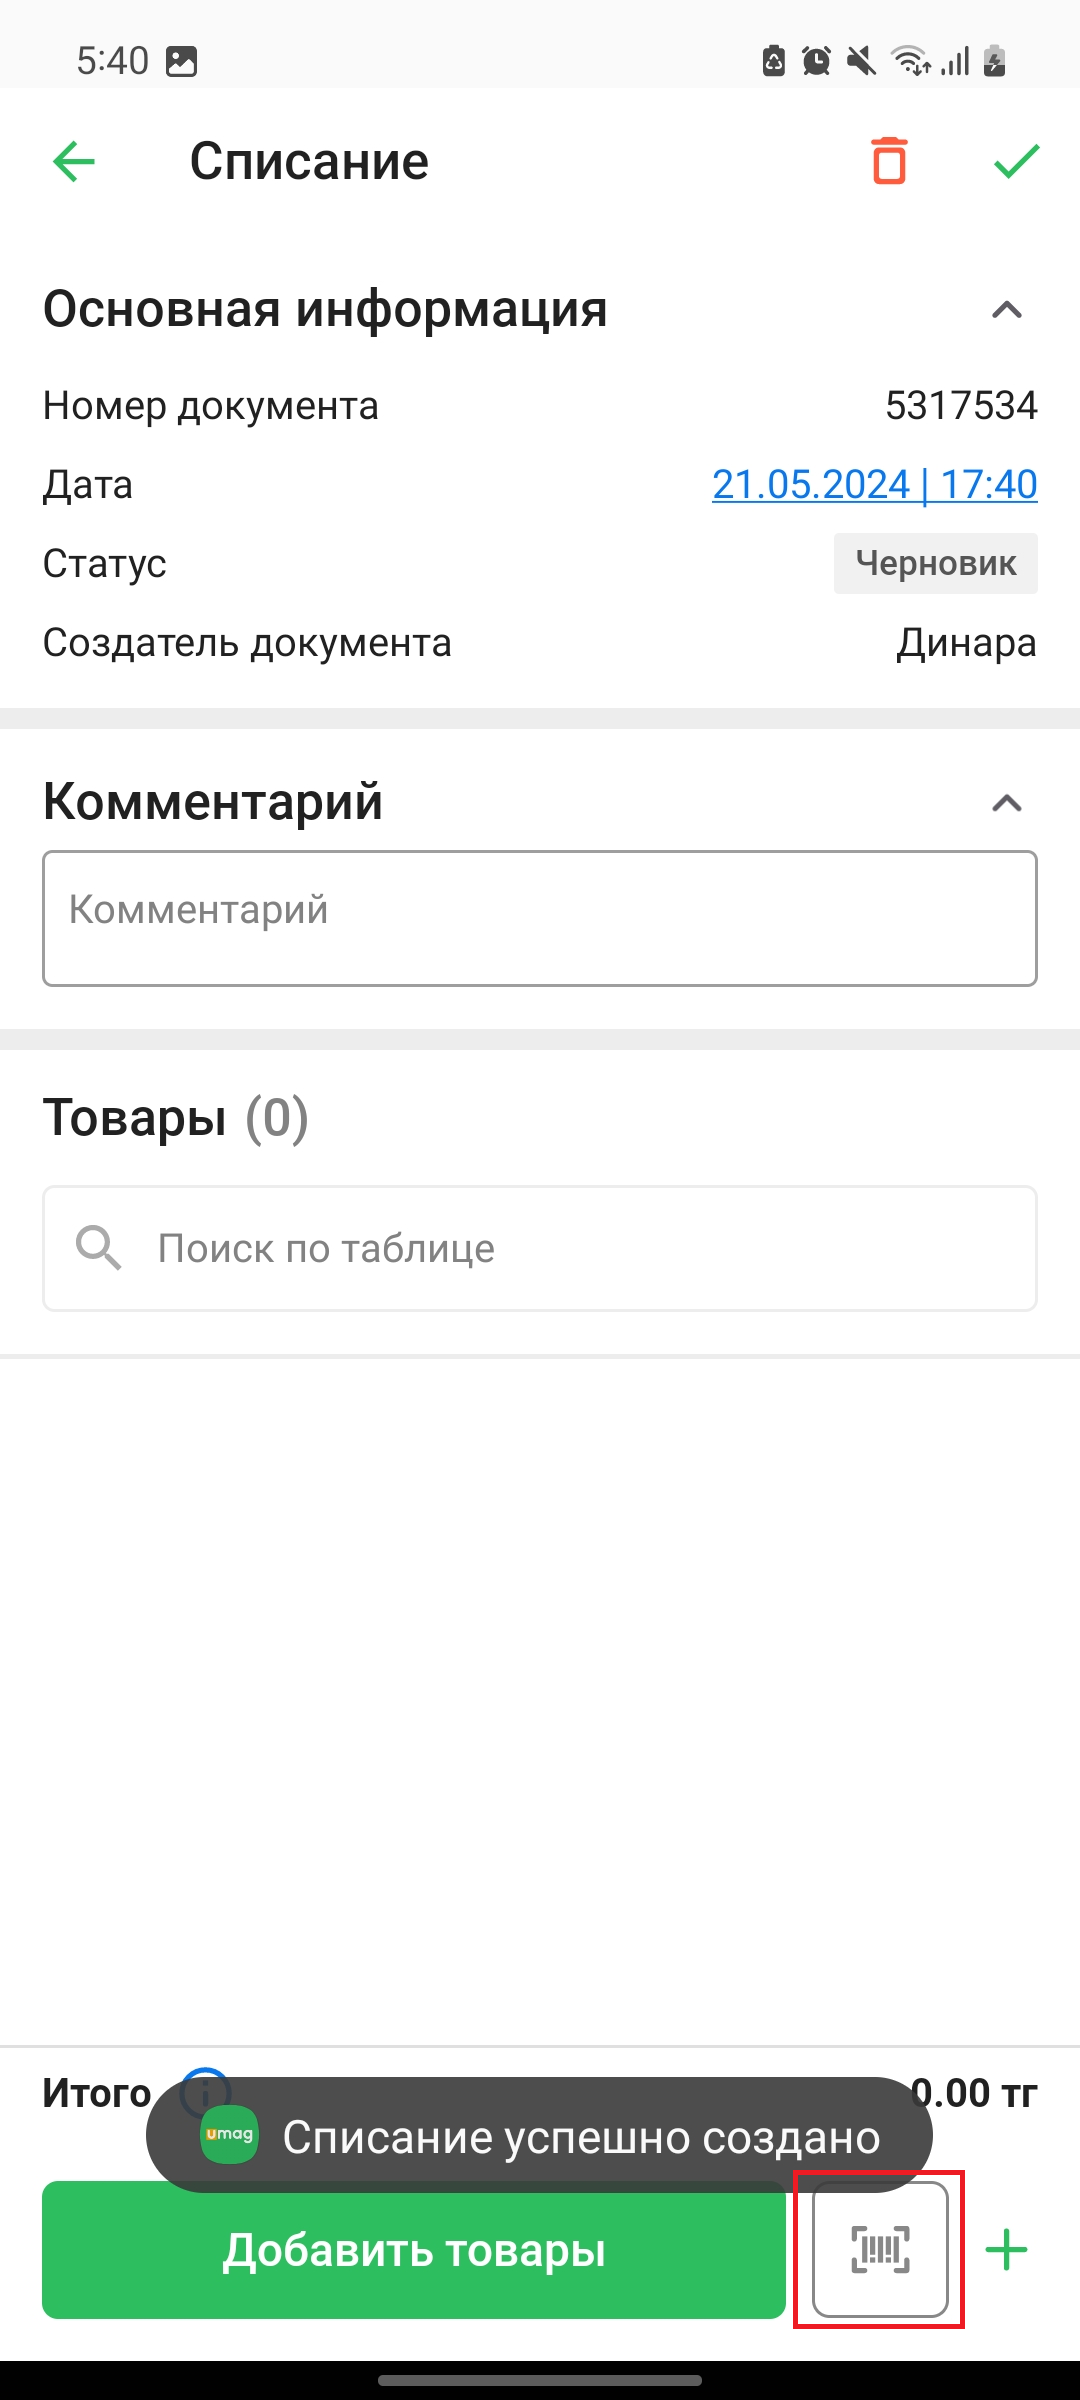 5:40
Списание
Основная информация
Номер документа 5317534
Дата 21.05.2024 | 17:40
Статус Черновик
Создатель документа Динара
Комментарий
Комментарий
Товары (0)
Поиск по таблице
Итого 0.00 тг
umag Списание успешно создано
Добавить товары